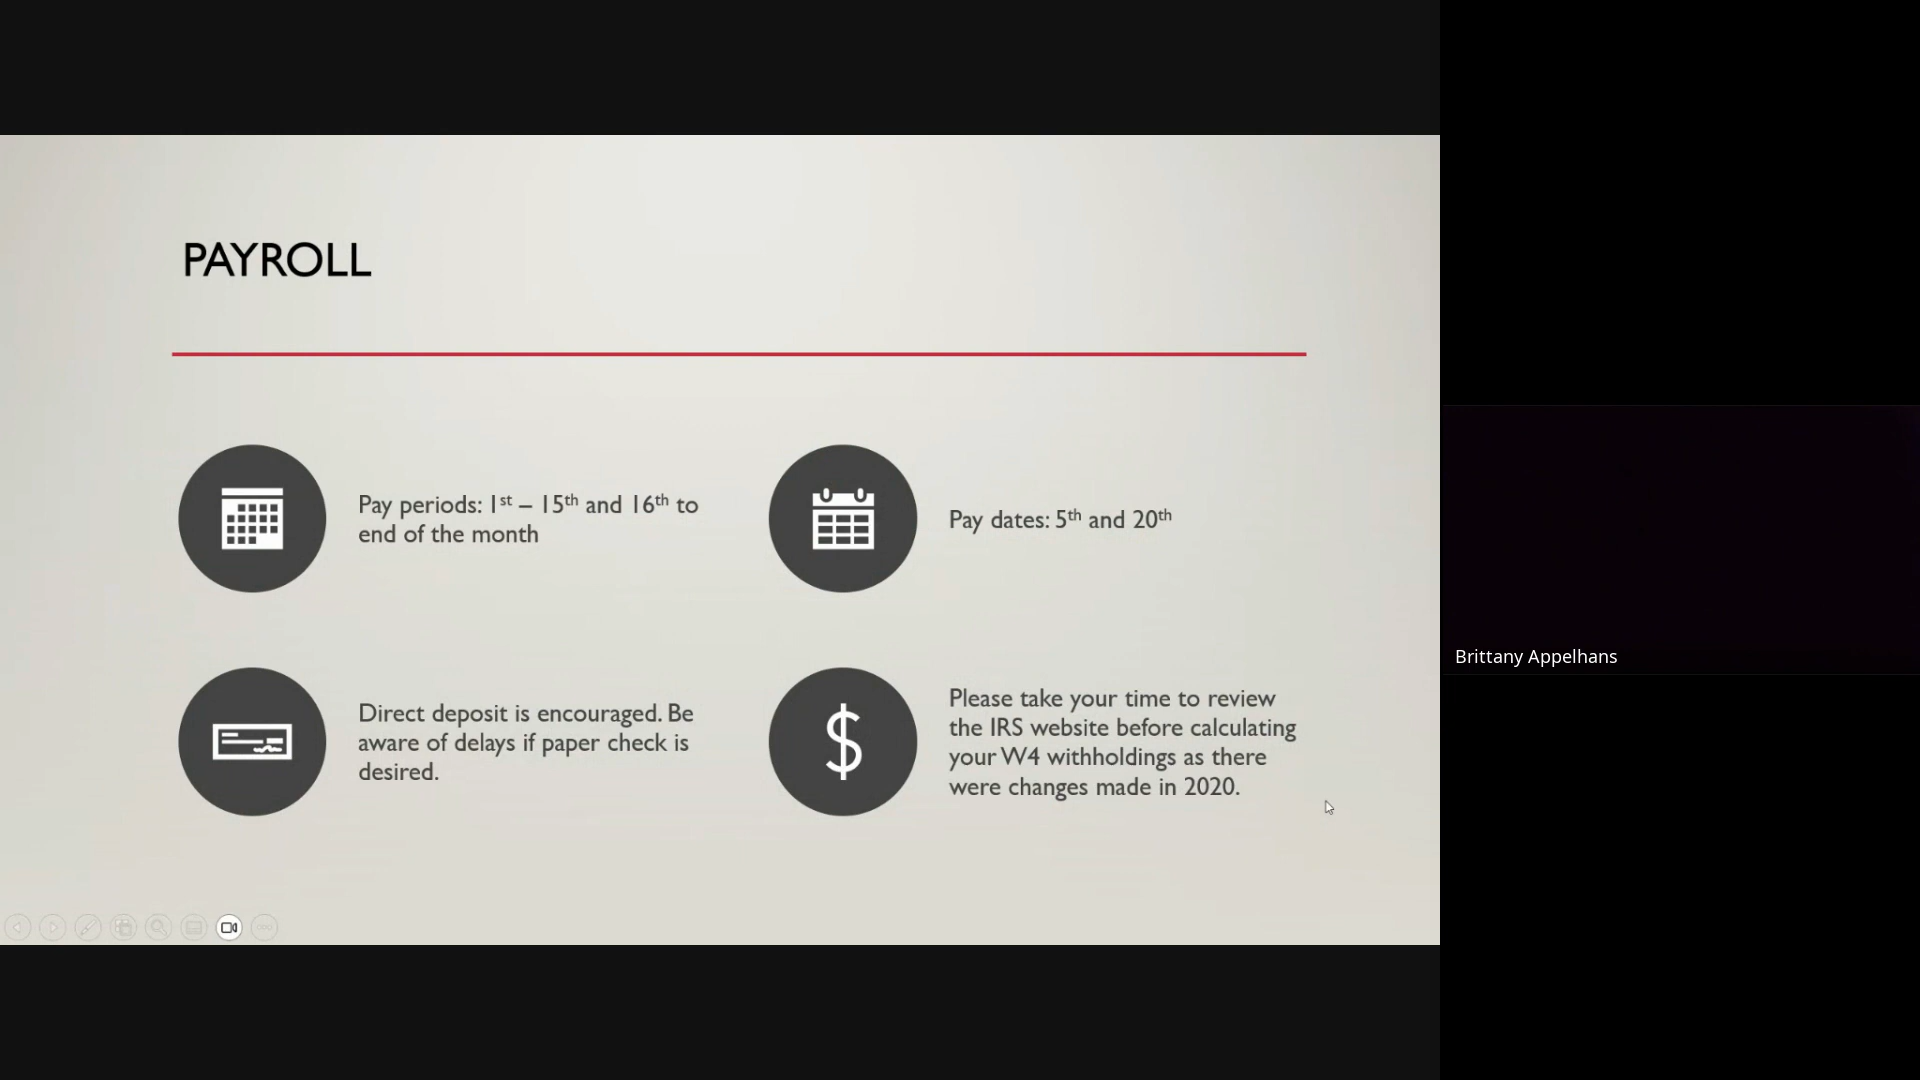 PAYROLL
Pay periods: 1st – 15th and 16th to
end of the month
Pay dates: 5th and 20th
Direct deposit is encouraged. Be
aware of delays if paper check is
desired.
Please take your time to review
the IRS website before calculating
your W4 withholdings as there
were changes made in 2020.
Brittany Appelhans